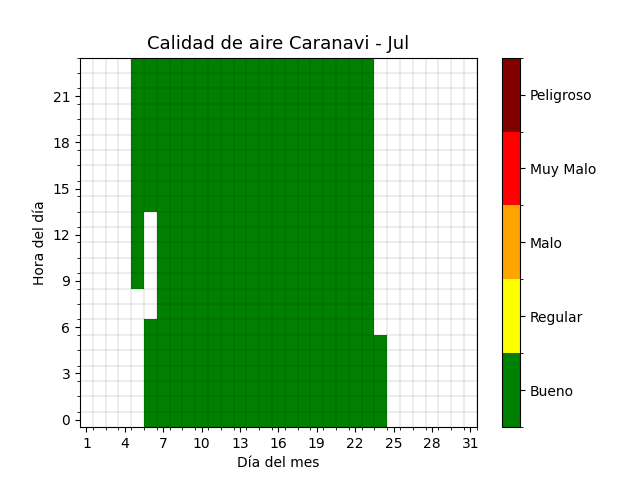 Calidad de aire Caranavi - Jul
Hora del día
21
18
15
12
9
6
3
0
1 4 7 10 13 16 19 22 25 28 31
Día del mes
Peligroso
Muy Malo
Malo
Regular
Bueno